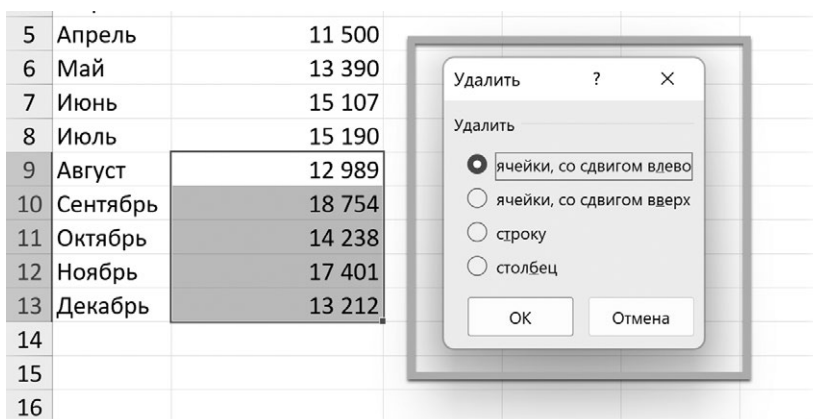 5 Апрель 11 500
6 Май 13 390
7 Июнь 15 107
8 Июль 15 190
9 Август 12 989
10 Сентябрь 18 754
11 Октябрь 14 238
12 Ноябрь 17 401
13 Декабрь 13 212
14
15
16
Удалить ? ×
Удалить
ячейки, со сдвигом влево
ячейки, со сдвигом вверх
строку
столбец
ОК Отмена